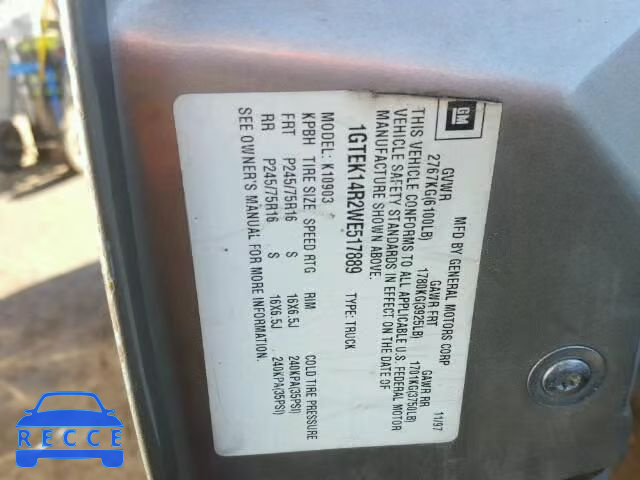 GM
MFD BY GENERAL MOTORS CORP
11/97
GVWR GAWR FRT GAWR RR
2767KG(6100LB) 1780KG(3925LB) 1701KG(3750LB)
THIS VEHICLE CONFORMS TO ALL APPLICABLE U.S. FEDERAL MOTOR
VEHICLE SAFETY STANDARDS IN EFFECT ON THE DATE OF
MANUFACTURE SHOWN ABOVE.
1GTEK14R2WE517889 TYPE: TRUCK
MODEL: K10903
KPBH TIRE SIZE SPEED RTG RIM COLD TIRE PRESSURE
FRT P245/75R16 S 16X6.5J 240KPA(35PSI)
RR P245/75R16 S 16X6.5J 240KPA(35PSI)
SEE OWNER'S MANUAL FOR MORE INFORMATION.
RECCE